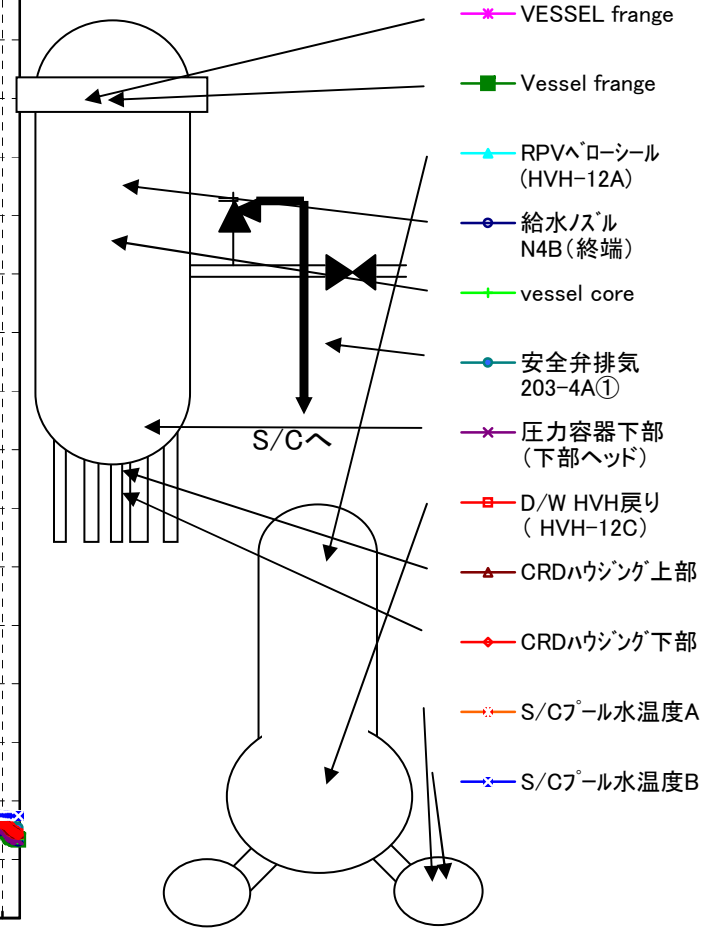 VESSEL frange
Vessel frange
RPVベローシール
(HVH-12A)
給水ノズル
N4B(終端)
vessel core
安全弁排気
203-4A①
圧力容器下部
(下部ヘッド)
D/W HVH戻り
( HVH-12C)
CRDハウジング上部
CRDハウジング下部
S/Cプール水温度A
S/Cプール水温度B
S/Cへ